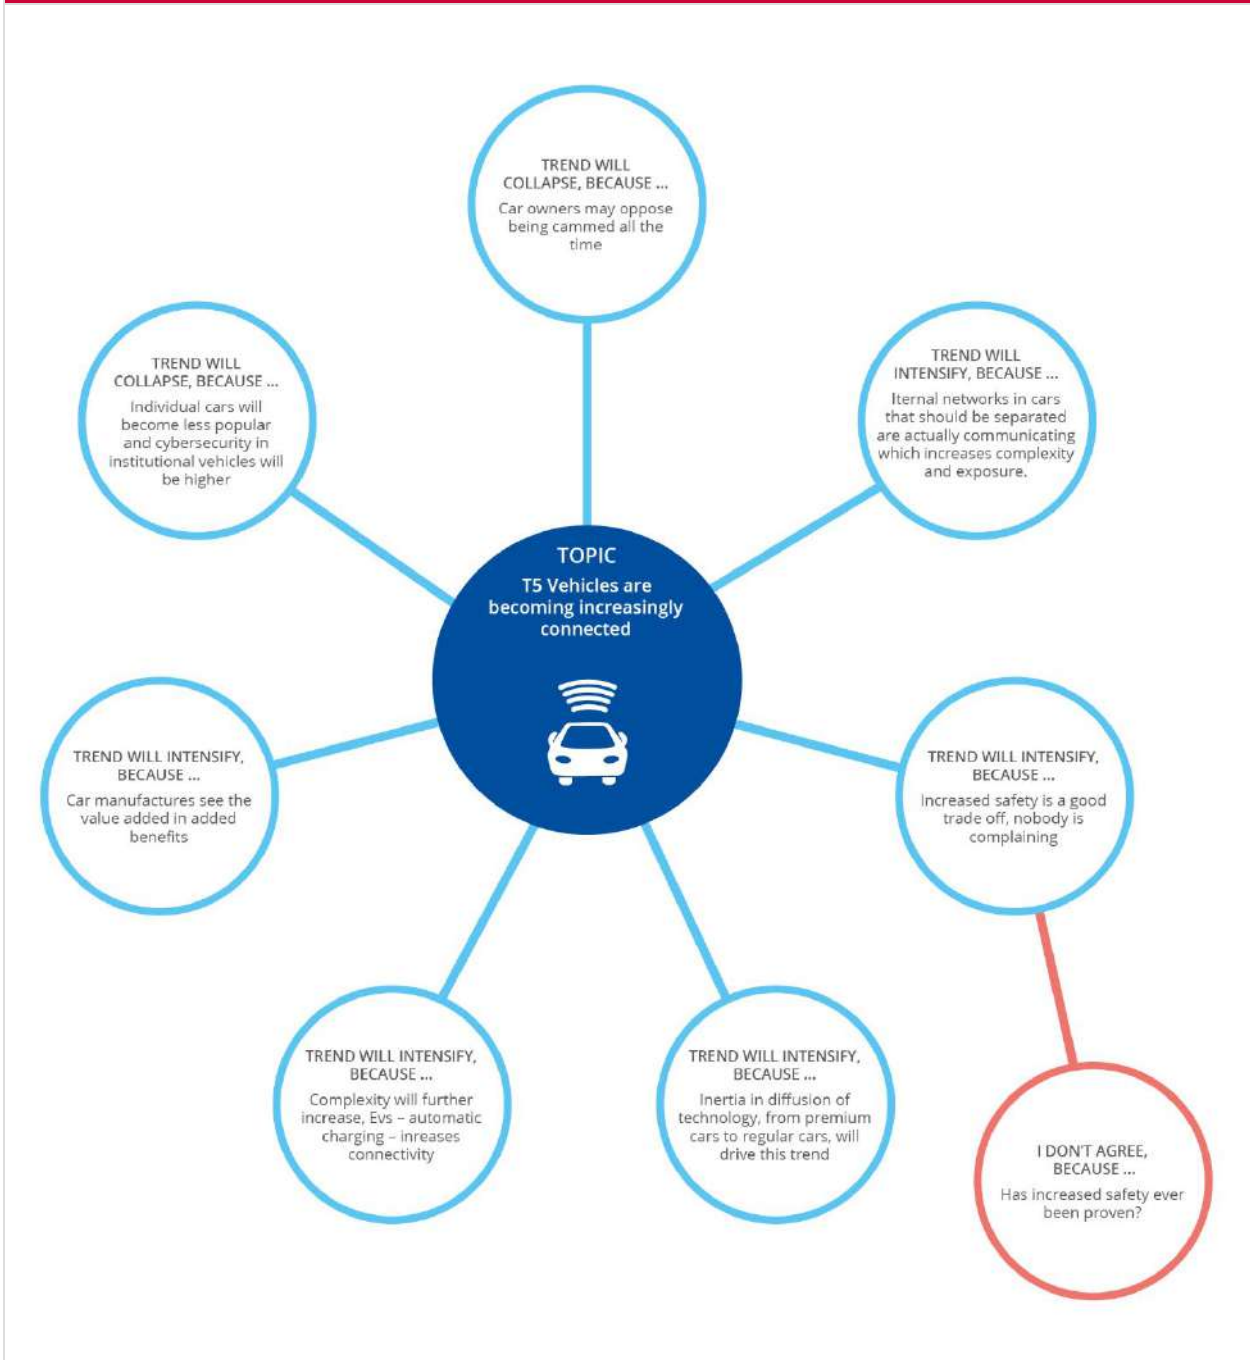 TREND WILL
COLLAPSE, BECAUSE ...
Car owners may oppose
being cammed all the
time
TREND WILL
COLLAPSE, BECAUSE ...
Individual cars will
become less popular
and cybersecurity in
institutional vehicles will
be higher
TREND WILL
INTENSIFY, BECAUSE ...
Iternal networks in cars
that should be separated
are actually communicating
which increases complexity
and exposure.
TOPIC
T5 Vehicles are
becoming increasingly
connected
TREND WILL INTENSIFY,
BECAUSE ...
Car manufactures see the
value added in added
benefits
TREND WILL INTENSIFY,
BECAUSE ...
Increased safety is a good
trade off, nobody is
complaining
TREND WILL INTENSIFY,
BECAUSE ...
Complexity will further
increase, Evs – automatic
charging – inreases
connectivity
TREND WILL INTENSIFY,
BECAUSE ...
Inertia in diffusion of
technology, from premium
cars to regular cars, will
drive this trend
I DON'T AGREE,
BECAUSE ...
Has increased safety ever
been proven?